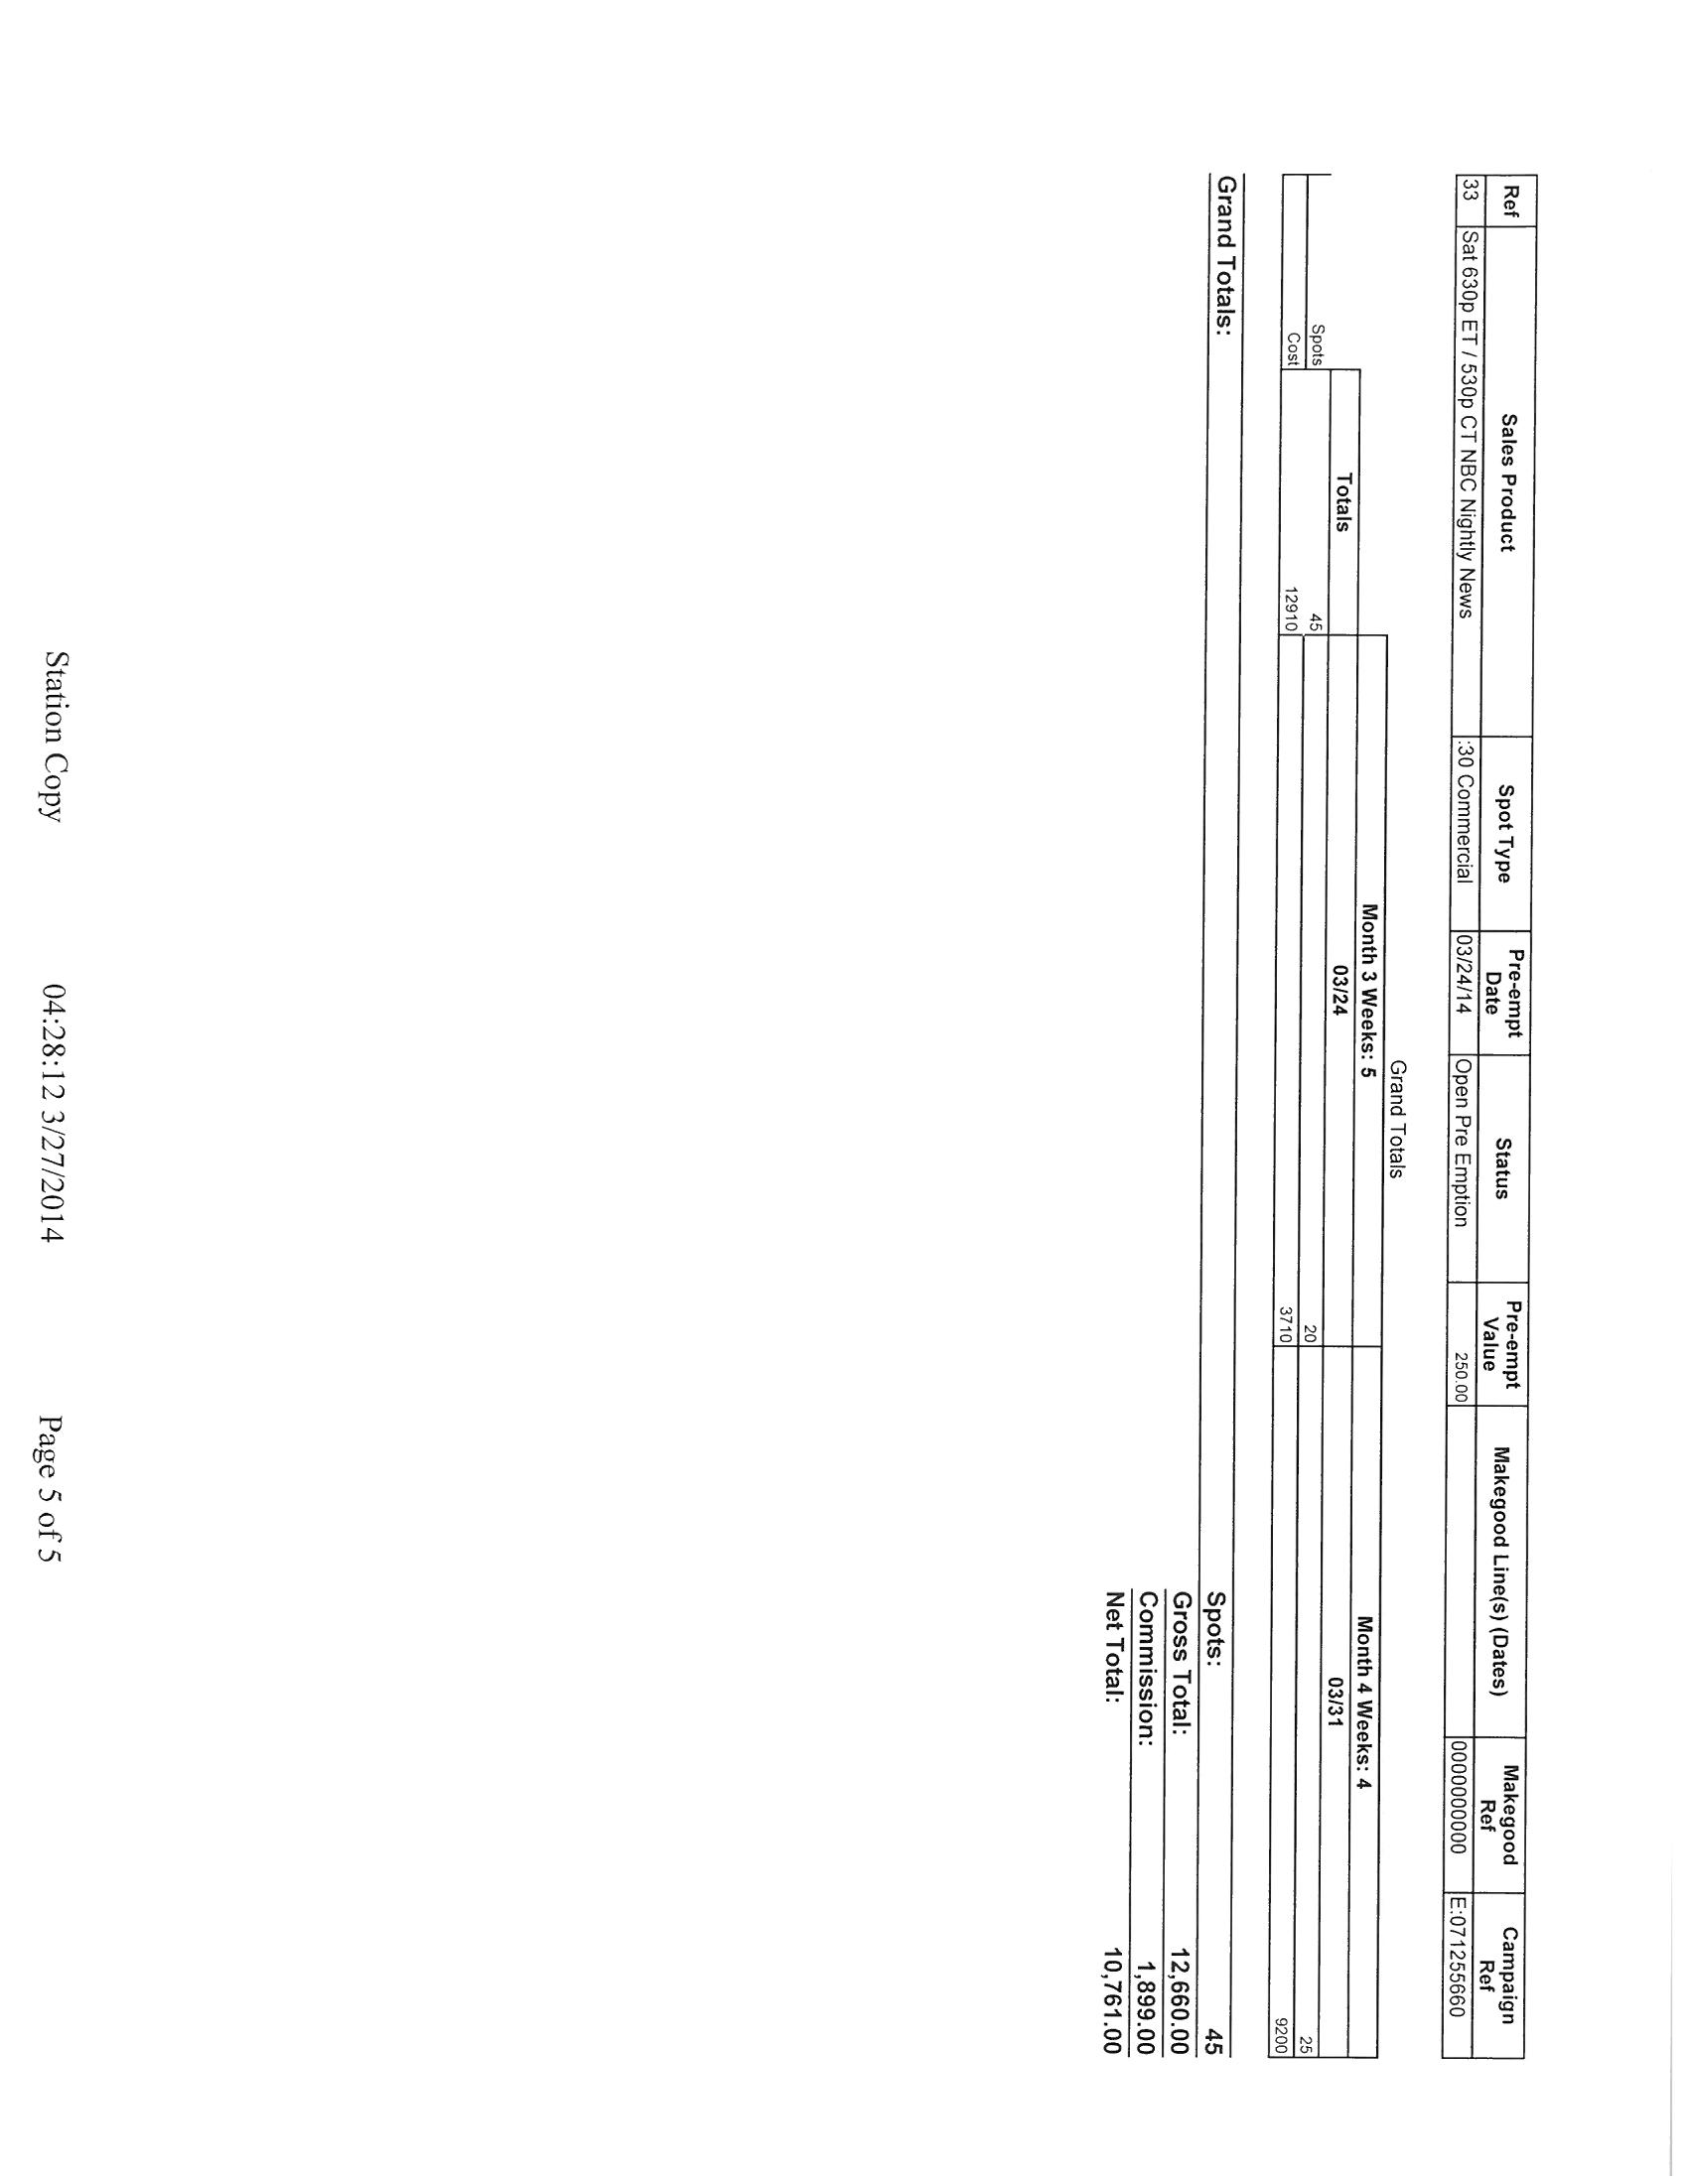 Ref Sales Product Spot Type Pre-empt Date Status Pre-empt Value Makegood Line(s) (Dates) Makegood Ref Campaign Ref
33 Sat 630p ET / 530p CT NBC Nightly News :30 Commercial 03/24/14 Open Pre Emption 250.00 0000000000 E:071255660
Grand Totals
Month 3 Weeks: 5 Month 4 Weeks: 4
Totals 03/24 03/31
Spots 45 20 25
Cost 12910 3710 9200
Grand Totals:
Spots: 45
Gross Total: 12,660.00
Commission: 1,899.00
Net Total: 10,761.00
Station Copy 04:28:12 3/27/2014 Page 5 of 5